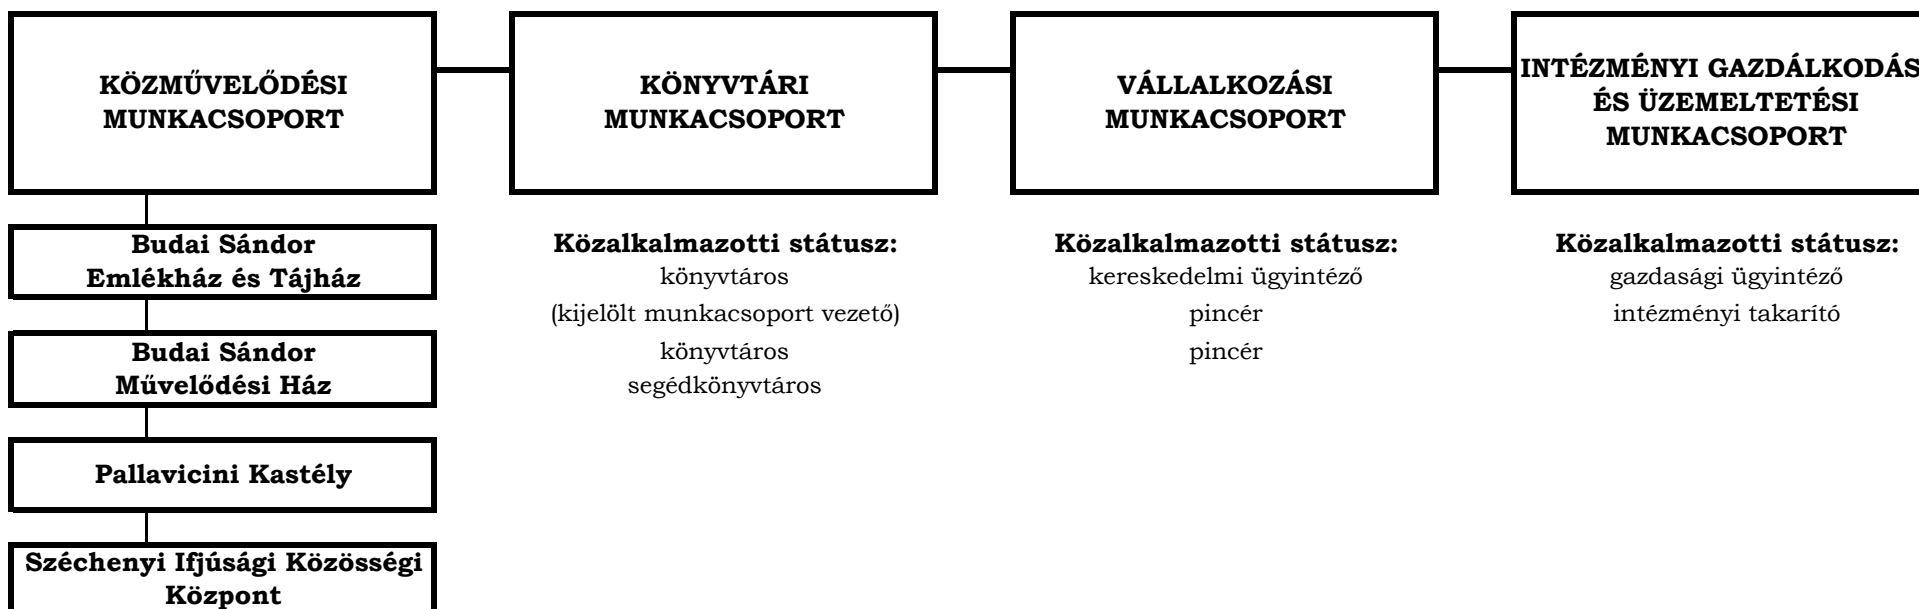 KÖZMŰVELŐDÉSI
MUNKACSOPORT
KÖNYVTÁRI
MUNKACSOPORT
VÁLLALKOZÁSI
MUNKACSOPORT
INTÉZMÉNYI GAZDÁLKODÁS
ÉS ÜZEMELTETÉSI
MUNKACSOPORT
Budai Sándor
Emlékház és Tájház
Budai Sándor
Művelődési Ház
Pallavicini Kastély
Széchenyi Ifjúsági Közösségi
Központ
Közalkalmazotti státusz:
könyvtáros
(kijelölt munkacsoport vezető)
könyvtáros
segédkönyvtáros
Közalkalmazotti státusz:
kereskedelmi ügyintéző
pincér
pincér
Közalkalmazotti státusz:
gazdasági ügyintéző
intézményi takarító